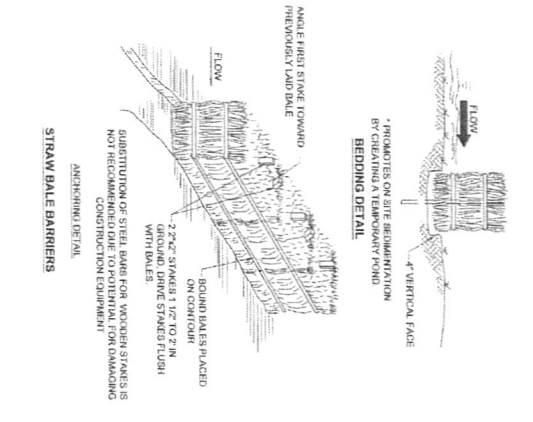 FLOW
4" VERTICAL FACE
* PROMOTES ON SITE SEDIMENTATION
BY CREATING A TEMPORARY POND
BEDDING DETAIL
ANGLE FIRST STAKE TOWARD
PREVIOUSLY LAID BALE
FLOW
BOUND BALES PLACED
ON CONTOUR
2 2"x2" STAKES 1 1/2' TO 2' IN
GROUND, DRIVE STAKES FLUSH
WITH BALES.
SUBSTITUTION OF STEEL BARS FOR WOODEN STAKES IS
NOT RECOMMENDED DUE TO POTENTIAL FOR DAMAGING
CONSTRUCTION EQUIPMENT
ANCHORING DETAIL
STRAW BALE BARRIERS